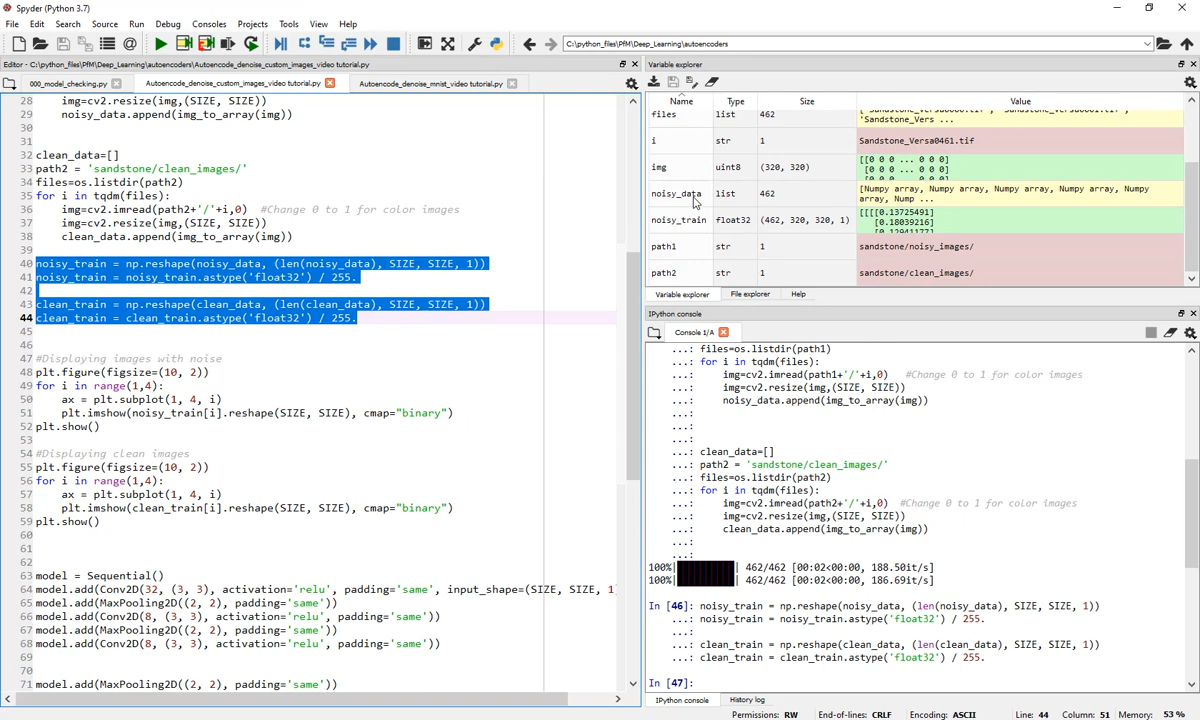 Spyder (Python 3.7)
File Edit Search Source Run Debug Consoles Projects Tools View Help
C:\python_files\PfM\Deep_Learning\autoencoders
Editor - C:\python_files\PfM\Deep_Learning\autoencoders\Autoencode_denoise_custom_images_video tutorial.py
000_model_checking.py Autoencode_denoise_custom_images_video tutorial.py Autoencode_denoise_mnist_video tutorial.py
28 img=cv2.resize(img,(SIZE, SIZE))
29 noisy_data.append(img_to_array(img))
30
31
32 clean_data=[]
33 path2 = 'sandstone/clean_images/'
34 files=os.listdir(path2)
35 for i in tqdm(files):
36 img=cv2.imread(path2+'/'+i,0) #Change 0 to 1 for color images
37 img=cv2.resize(img,(SIZE, SIZE))
38 clean_data.append(img_to_array(img))
39
40 noisy_train = np.reshape(noisy_data, (len(noisy_data), SIZE, SIZE, 1))
41 noisy_train = noisy_train.astype('float32') / 255.
42
43 clean_train = np.reshape(clean_data, (len(clean_data), SIZE, SIZE, 1))
44 clean_train = clean_train.astype('float32') / 255.
45
46
47 #Displaying images with noise
48 plt.figure(figsize=(10, 2))
49 for i in range(1,4):
50 ax = plt.subplot(1, 4, i)
51 plt.imshow(noisy_train[i].reshape(SIZE, SIZE), cmap="binary")
52 plt.show()
53
54 #Displaying clean images
55 plt.figure(figsize=(10, 2))
56 for i in range(1,4):
57 ax = plt.subplot(1, 4, i)
58 plt.imshow(clean_train[i].reshape(SIZE, SIZE), cmap="binary")
59 plt.show()
60
61
62
63 model = Sequential()
64 model.add(Conv2D(32, (3, 3), activation='relu', padding='same', input_shape=(SIZE, SIZE, 1
65 model.add(MaxPooling2D((2, 2), padding='same'))
66 model.add(Conv2D(8, (3, 3), activation='relu', padding='same'))
67 model.add(MaxPooling2D((2, 2), padding='same'))
68 model.add(Conv2D(8, (3, 3), activation='relu', padding='same'))
69
70
71 model.add(MaxPooling2D((2, 2), padding='same'))
Variable explorer
Name Type Size Value
files list 462 'Sandstone_Vers ...
i str 1 Sandstone_Versa0461.tif
img uint8 (320, 320) [[0 0 0 ... 0 0 0]
[0 0 0 ... 0 0 0]
noisy_data list 462 [Numpy array, Numpy array, Numpy array, Numpy array, Numpy
array, Nump ...
noisy_train float32 (462, 320, 320, 1) [[[[0.13725491]
[0.18039216]
[0.12941177]
path1 str 1 sandstone/noisy_images/
path2 str 1 sandstone/clean_images/
Variable explorer File explorer Help
IPython console
Console 1/A
...: files=os.listdir(path1)
...: for i in tqdm(files):
...: img=cv2.imread(path1+'/'+i,0) #Change 0 to 1 for color images
...: img=cv2.resize(img,(SIZE, SIZE))
...: noisy_data.append(img_to_array(img))
...:
...:
...:
...: clean_data=[]
...: path2 = 'sandstone/clean_images/'
...: files=os.listdir(path2)
...: for i in tqdm(files):
...: img=cv2.imread(path2+'/'+i,0) #Change 0 to 1 for color images
...: img=cv2.resize(img,(SIZE, SIZE))
...: clean_data.append(img_to_array(img))
...:
...:
100%| | 462/462 [00:02<00:00, 188.50it/s]
100%| | 462/462 [00:02<00:00, 186.69it/s]
In [46]: noisy_train = np.reshape(noisy_data, (len(noisy_data), SIZE, SIZE, 1))
...: noisy_train = noisy_train.astype('float32') / 255.
...:
...: clean_train = np.reshape(clean_data, (len(clean_data), SIZE, SIZE, 1))
...: clean_train = clean_train.astype('float32') / 255.
In [47]:
IPython console History log
Permissions: RW End-of-lines: CRLF Encoding: ASCII Line: 44 Column: 51 Memory: 53 %